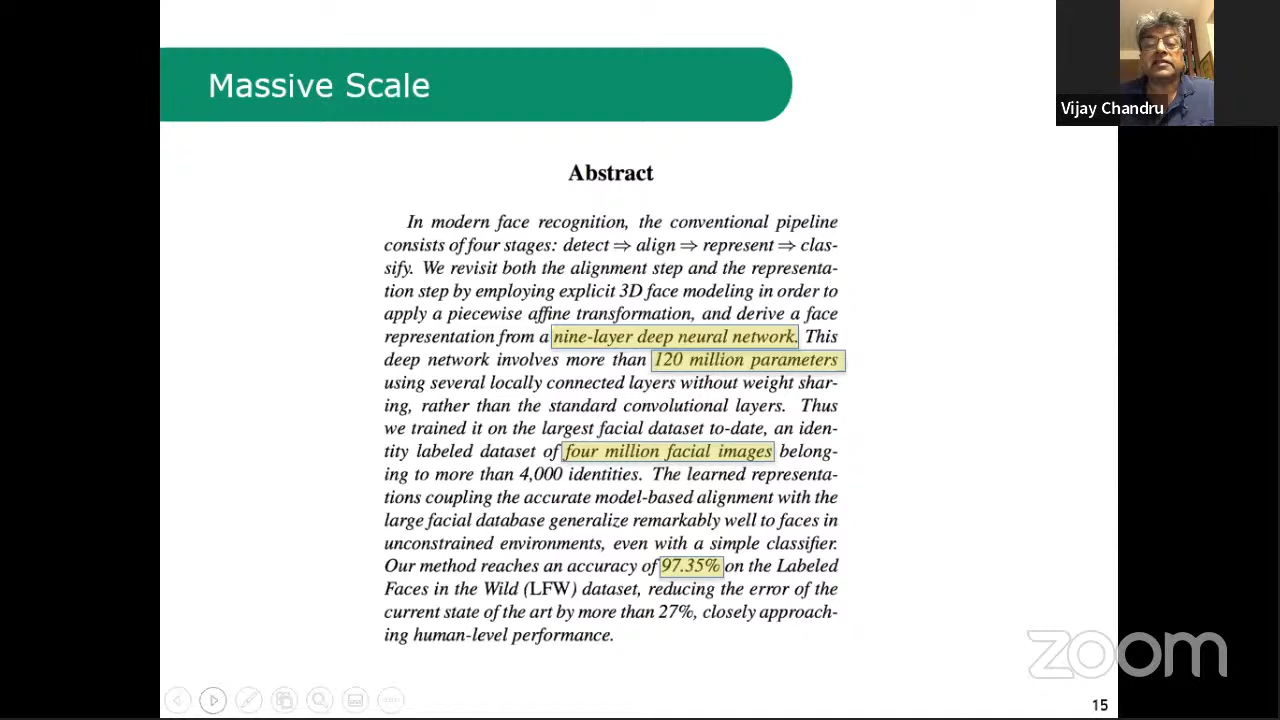 Massive Scale
Vijay Chandru
Abstract
In modern face recognition, the conventional pipeline
consists of four stages: detect ⇒ align ⇒ represent ⇒ clas-
sify. We revisit both the alignment step and the representa-
tion step by employing explicit 3D face modeling in order to
apply a piecewise affine transformation, and derive a face
representation from a nine-layer deep neural network. This
deep network involves more than 120 million parameters
using several locally connected layers without weight shar-
ing, rather than the standard convolutional layers. Thus
we trained it on the largest facial dataset to-date, an iden-
tity labeled dataset of four million facial images belong-
ing to more than 4,000 identities. The learned representa-
tions coupling the accurate model-based alignment with the
large facial database generalize remarkably well to faces in
unconstrained environments, even with a simple classifier.
Our method reaches an accuracy of 97.35% on the Labeled
Faces in the Wild (LFW) dataset, reducing the error of the
current state of the art by more than 27%, closely approach-
ing human-level performance.
zoom
15